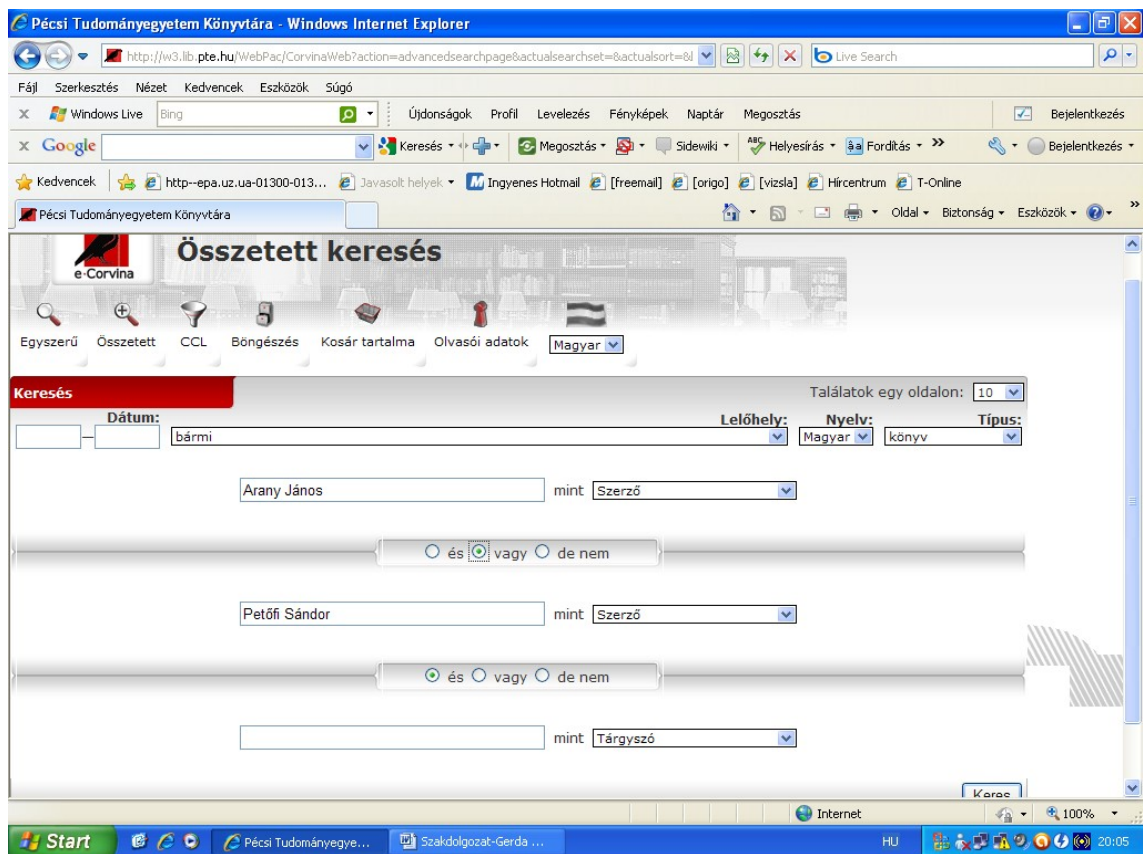 Pécsi Tudományegyetem Könyvtára - Windows Internet Explorer
http://w3.lib.pte.hu/WebPac/CorvinaWeb?action=advancedsearchpage&actualsearchset=&actualsort=&l
Live Search
Fájl Szerkesztés Nézet Kedvencek Eszközök Súgó
x Windows Live Bing Újdonságok Profil Levelezés Fényképek Naptár Megosztás Bejelentkezés
x Google Keresés Megosztás Sidewiki ABC Helyesírás Fordítás » Bejelentkezés
Kedvencek http--epa.uz.ua-01300-013... Javasolt helyek Ingyenes Hotmail [freemail] [origo] [vizsla] Hírcentrum T-Online
Pécsi Tudományegyetem Könyvtára Oldal Biztonság Eszközök »
e-Corvina
Összetett keresés
Egyszerű Összetett CCL Böngészés Kosár tartalma Olvasói adatok Magyar
Keresés Találatok egy oldalon: 10
Dátum: Lelőhely: Nyelv: Típus:
— bármi Magyar könyv
Arany János mint Szerző
és vagy de nem
Petőfi Sándor mint Szerző
és vagy de nem
mint Tárgyszó
Keres
Internet 100%
Start Pécsi Tudományegye... Szakdolgozat-Gerda ... HU 20:05